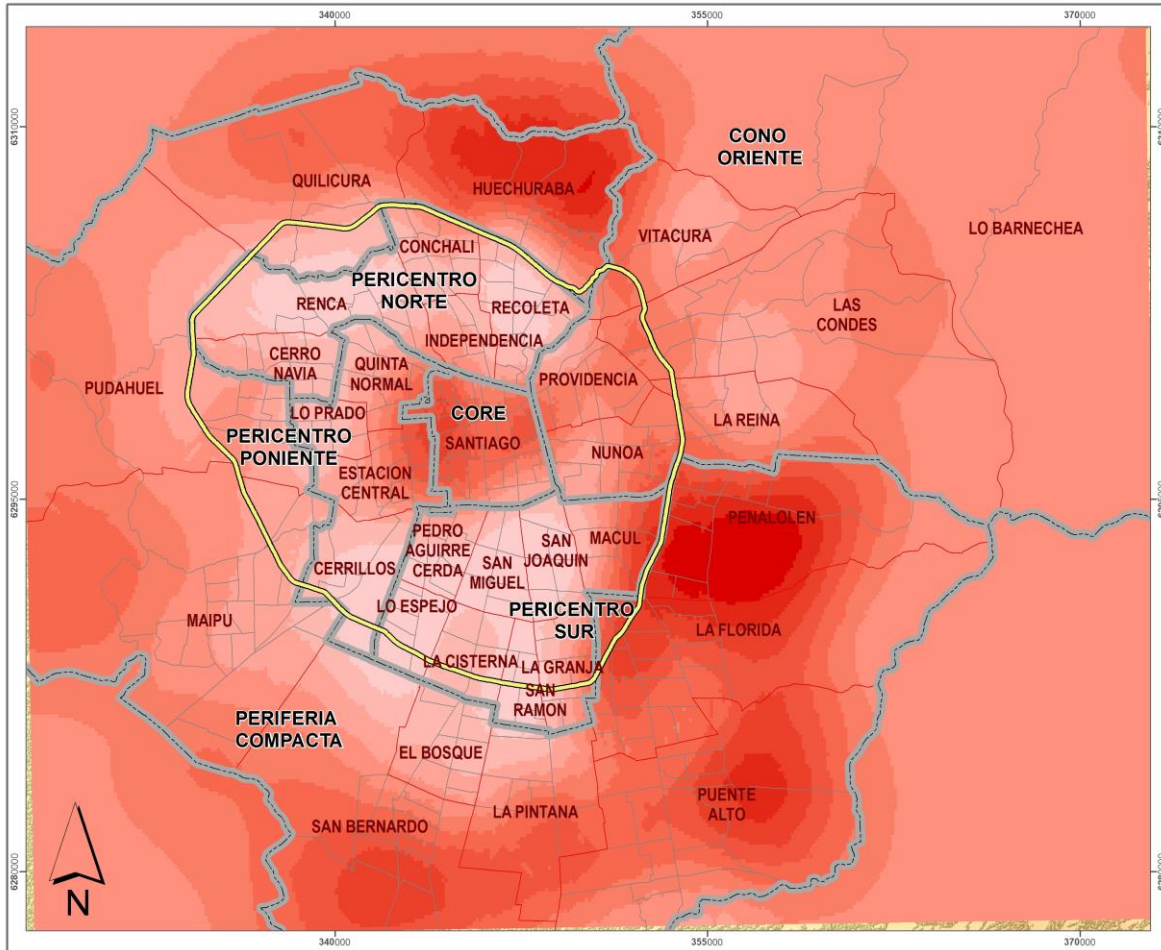 340000
355000
370000
6310000
CONO
ORIENTE
QUILICURA
HUECHURABA
LO BARNECHEA
VITACURA
CONCHALI
PERICENTRO
NORTE
RENCA
RECOLETA
LAS
CONDES
INDEPENDENCIA
CERRO
NAVIA
QUINTA
NORMAL
PROVIDENCIA
PUDAHUEL
LO PRADO
CORE
SANTIAGO
LA REINA
PERICENTRO
PONIENTE
NUNOA
ESTACION
CENTRAL
6295000
PENALOLEN
PEDRO
AGUIRRE
CERDA
SAN
JOAQUIN
MACUL
SAN
MIGUEL
CERRILLOS
LO ESPEJO
PERICENTRO
SUR
MAIPU
LA FLORIDA
LA CISTERNA
LA GRANJA
SAN
RAMON
PERIFERIA
COMPACTA
EL BOSQUE
PUENTE
ALTO
LA PINTANA
SAN BERNARDO
6280000
N
340000
355000
370000